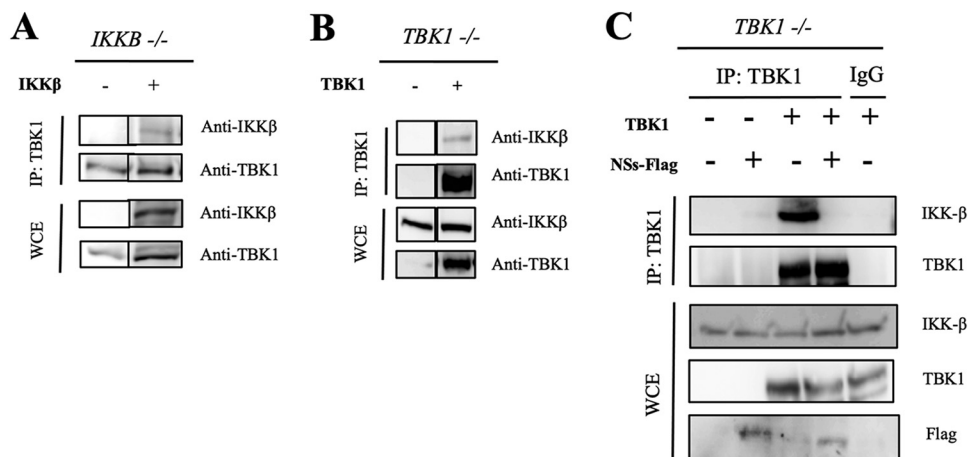 A
IKKB -/-
IKKβ - +
IP: TBK1
Anti-IKKβ
Anti-TBK1
WCE
Anti-IKKβ
Anti-TBK1
B
TBK1 -/-
TBK1 - +
IP: TBK1
Anti-IKKβ
Anti-TBK1
WCE
Anti-IKKβ
Anti-TBK1
C
TBK1 -/-
IP: TBK1 IgG
TBK1 - - + + +
NSs-Flag - + - + -
IP: TBK1
IKK-β
TBK1
WCE
IKK-β
TBK1
Flag